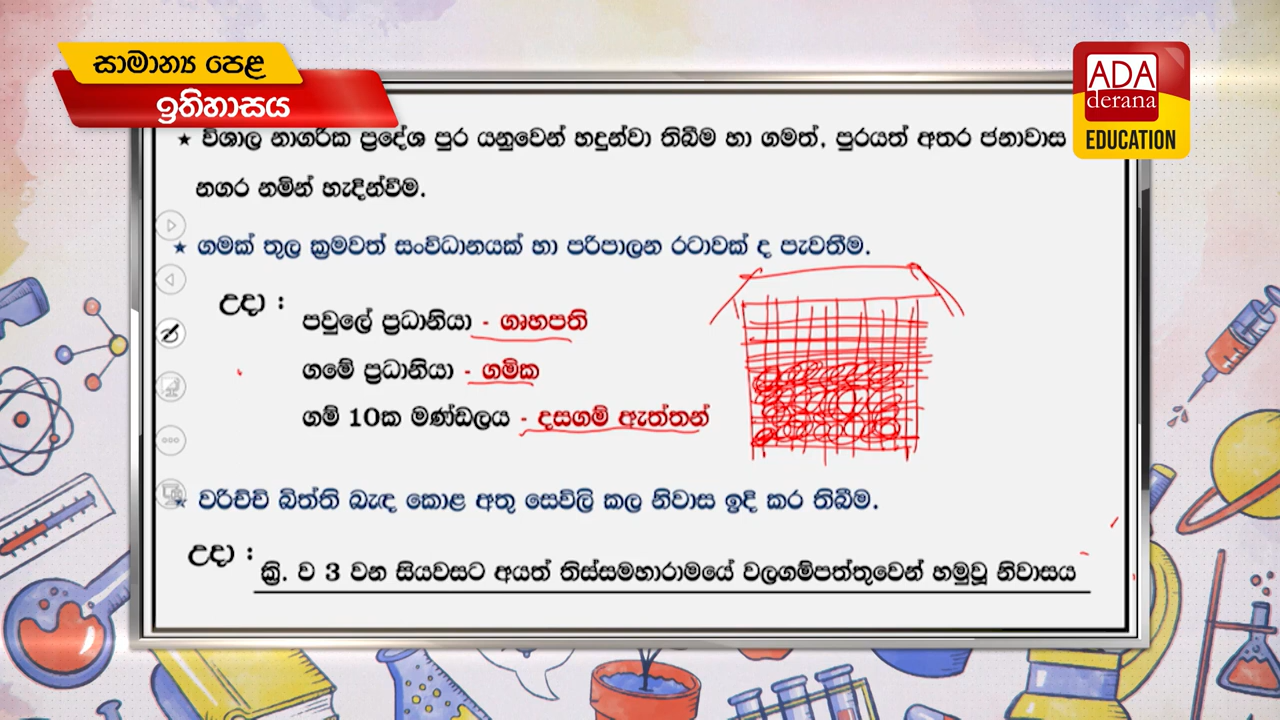 සාමාන්‍ය පෙළ
ඉතිහාසය
ADA
derana
EDUCATION
★ විශාල නාගරික ප්‍රදේශ පුර යනුවෙන් හදුන්වා තිබීම හා ගමත්, පුරයත් අතර ජනාවාස
නගර නමින් හැදින්වීම.
★ ගමක් තුල ක්‍රමවත් සංවිධානයක් හා පරිපාලන රටාවක් ද පැවතීම.
උදා :
පවුලේ ප්‍රධානියා - ගෘහපති
ගමේ ප්‍රධානියා - ගමික
ගම් 10ක මණ්ඩලය - දසගම් ඇත්තන්
★ වරිච්චි බිත්ති බැඳ කොළ අතු සෙවිලි කල නිවාස ඉදි කර තිබීම.
උදා :
ක්‍රි. ව 3 වන සියවසට අයත් තිස්සමහාරාමයේ වලගම්පත්තුවෙන් හමුවූ නිවාසය